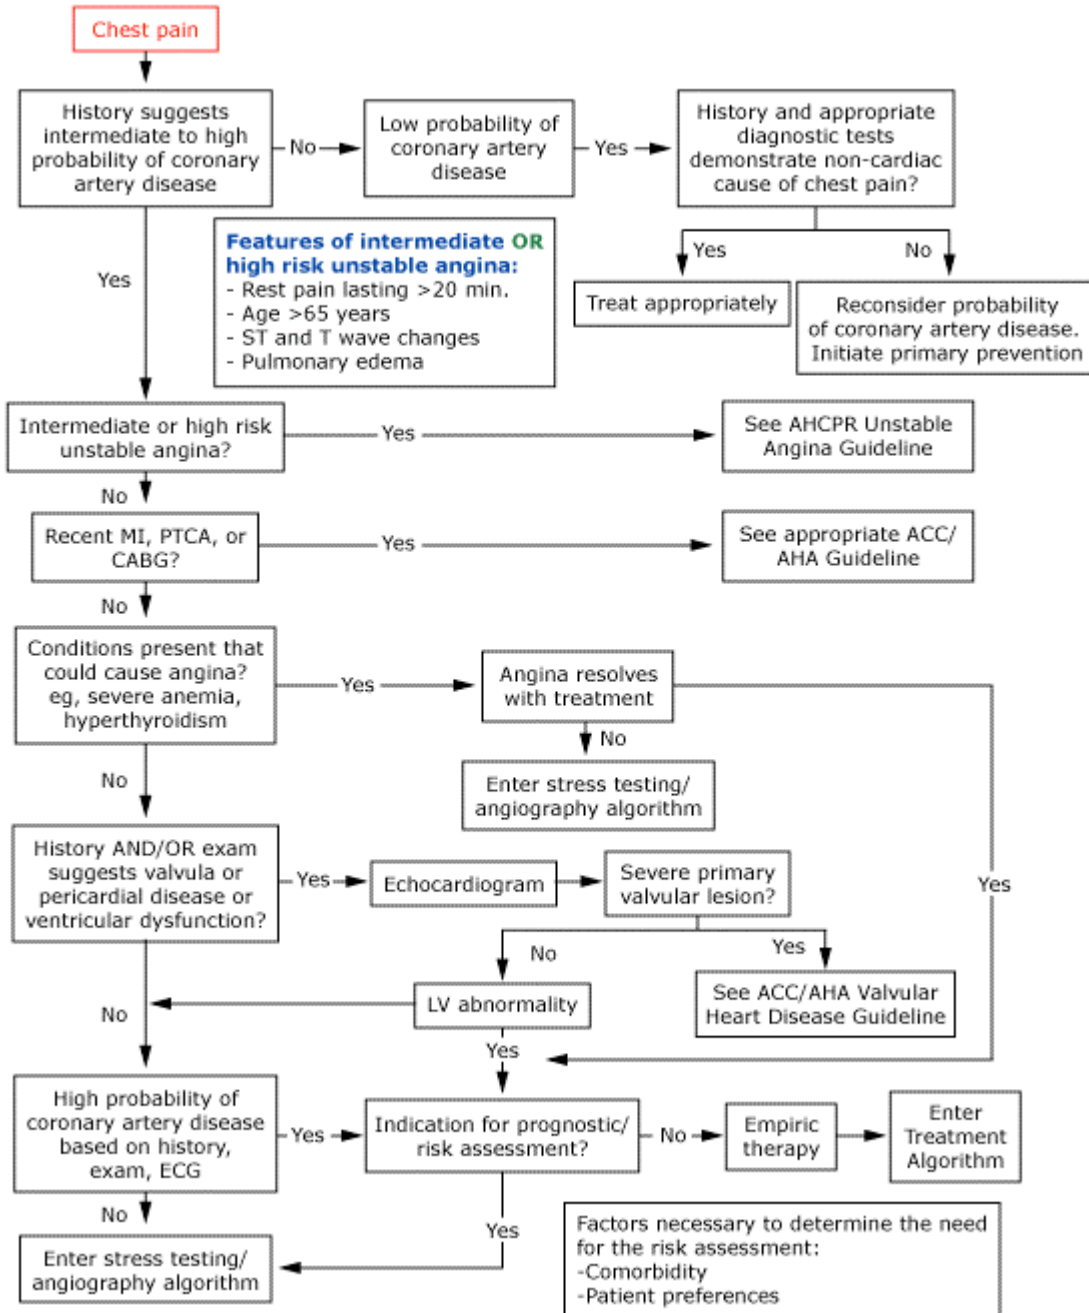 Chest pain
History suggests
intermediate to high
probability of coronary
artery disease
No
Low probability of
coronary artery
disease
Yes
History and appropriate
diagnostic tests
demonstrate non-cardiac
cause of chest pain?
Yes
Features of intermediate OR
high risk unstable angina:
- Rest pain lasting >20 min.
- Age >65 years
- ST and T wave changes
- Pulmonary edema
Yes
No
Treat appropriately
Reconsider probability
of coronary artery disease.
Initiate primary prevention
Intermediate or high risk
unstable angina?
Yes
See AHCPR Unstable
Angina Guideline
No
Recent MI, PTCA, or
CABG?
Yes
See appropriate ACC/
AHA Guideline
No
Conditions present that
could cause angina?
eg, severe anemia,
hyperthyroidism
Yes
Angina resolves
with treatment
No
Enter stress testing/
angiography algorithm
No
History AND/OR exam
suggests valvula or
pericardial disease or
ventricular dysfunction?
Yes
Echocardiogram
Severe primary
valvular lesion?
Yes
No
Yes
LV abnormality
See ACC/AHA Valvular
Heart Disease Guideline
No
Yes
High probability of
coronary artery disease
based on history,
exam, ECG
Yes
Indication for prognostic/
risk assessment?
No
Empiric
therapy
Enter
Treatment
Algorithm
No
Yes
Enter stress testing/
angiography algorithm
Factors necessary to determine the need
for the risk assessment:
-Comorbidity
-Patient preferences